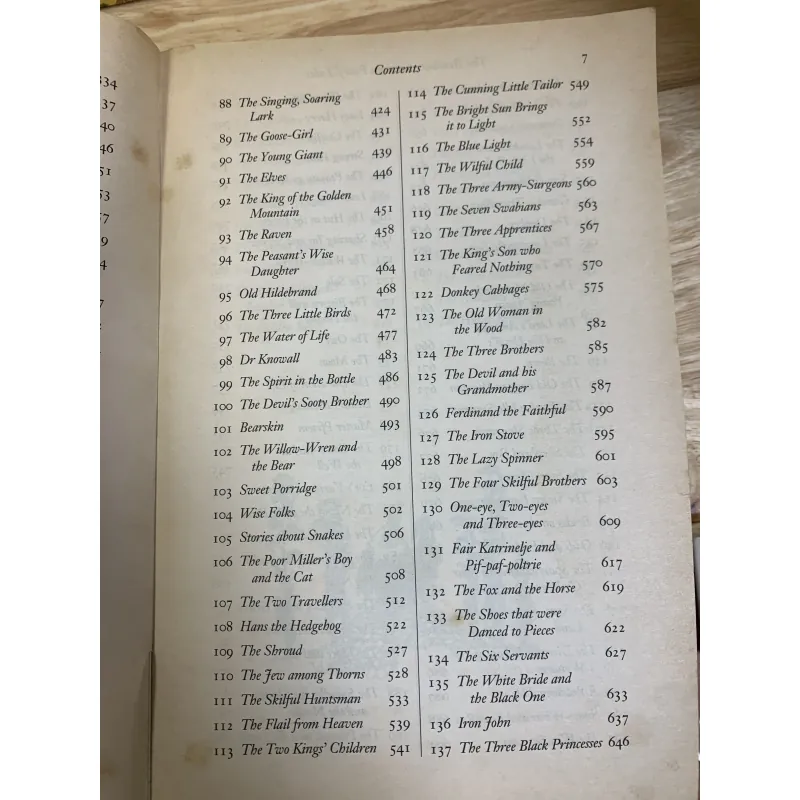 334
37
40
46
51
53
57
9
4
7
Contents
7
88 The Singing, Soaring
Lark 424
89 The Goose-Girl 431
90 The Young Giant 439
91 The Elves 446
92 The King of the Golden
Mountain 451
93 The Raven 458
94 The Peasant's Wise
Daughter 464
95 Old Hildebrand 468
96 The Three Little Birds 472
97 The Water of Life 477
98 Dr Knowall 483
99 The Spirit in the Bottle 486
100 The Devil's Sooty Brother 490
101 Bearskin 493
102 The Willow-Wren and
the Bear 498
103 Sweet Porridge 501
104 Wise Folks 502
105 Stories about Snakes 506
106 The Poor Miller's Boy
and the Cat 508
107 The Two Travellers 512
108 Hans the Hedgehog 522
109 The Shroud 527
110 The Jew among Thorns 528
111 The Skilful Huntsman 533
112 The Flail from Heaven 539
113 The Two Kings' Children 541
114 The Cunning Little Tailor 549
115 The Bright Sun Brings
it to Light 552
116 The Blue Light 554
117 The Wilful Child 559
118 The Three Army-Surgeons 560
119 The Seven Swabians 563
120 The Three Apprentices 567
121 The King's Son who
Feared Nothing 570
122 Donkey Cabbages 575
123 The Old Woman in
the Wood 582
124 The Three Brothers 585
125 The Devil and his
Grandmother 587
126 Ferdinand the Faithful 590
127 The Iron Stove 595
128 The Lazy Spinner 601
129 The Four Skilful Brothers 603
130 One-eye, Two-eyes
and Three-eyes 609
131 Fair Katrinelje and
Pif-paf-poltrie 617
132 The Fox and the Horse 619
133 The Shoes that were
Danced to Pieces 622
134 The Six Servants 627
135 The White Bride and
the Black One 633
136 Iron John 637
137 The Three Black Princesses 646